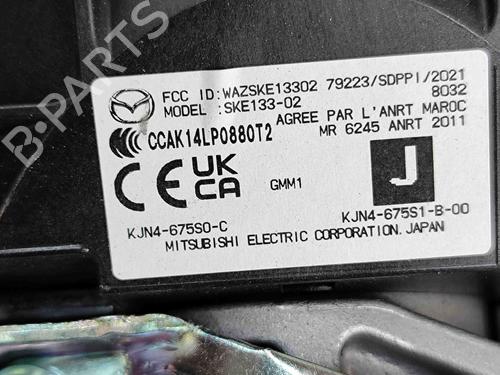 FCC ID:WAZSKE13302 79223/SDPPI/2021
MODEL :SKE133-02 8032
AGREE PAR L'ANRT MAROC
CCAK14LP0880T2
MR 6245 ANRT 2011
CE UK CA
GMM1
J
KJN4-675S0-C KJN4-675S1-B-00
MITSUBISHI ELECTRIC CORPORATION.JAPAN
B-PARTS